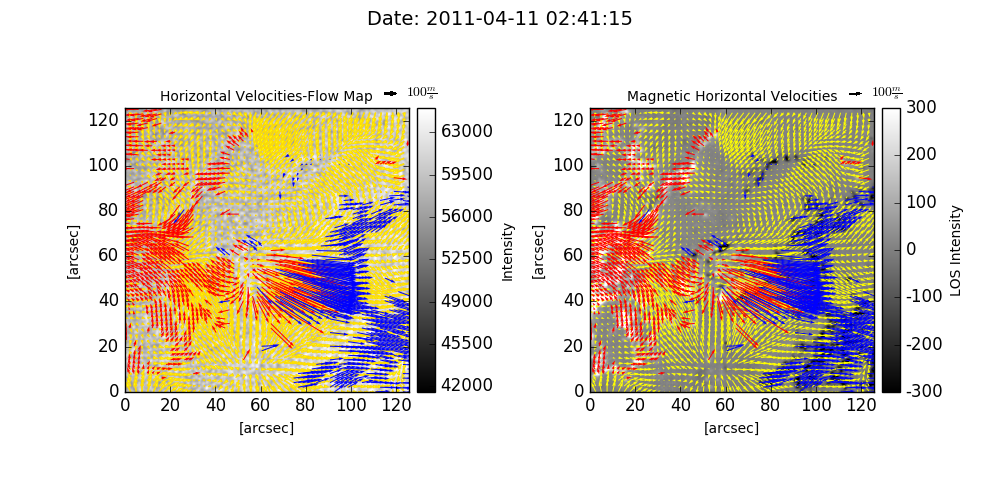 Date: 2011-04-11 02:41:15
Horizontal Velocities-Flow Map
100 m/s
Magnetic Horizontal Velocities
100 m/s
120
100
80
60
40
20
0
[arcsec]
0 20 40 60 80 100 120
[arcsec]
63000
59500
56000
52500
49000
45500
42000
Intensity
120
100
80
60
40
20
0
[arcsec]
0 20 40 60 80 100 120
[arcsec]
300
200
100
0
-100
-200
-300
LOS Intensity